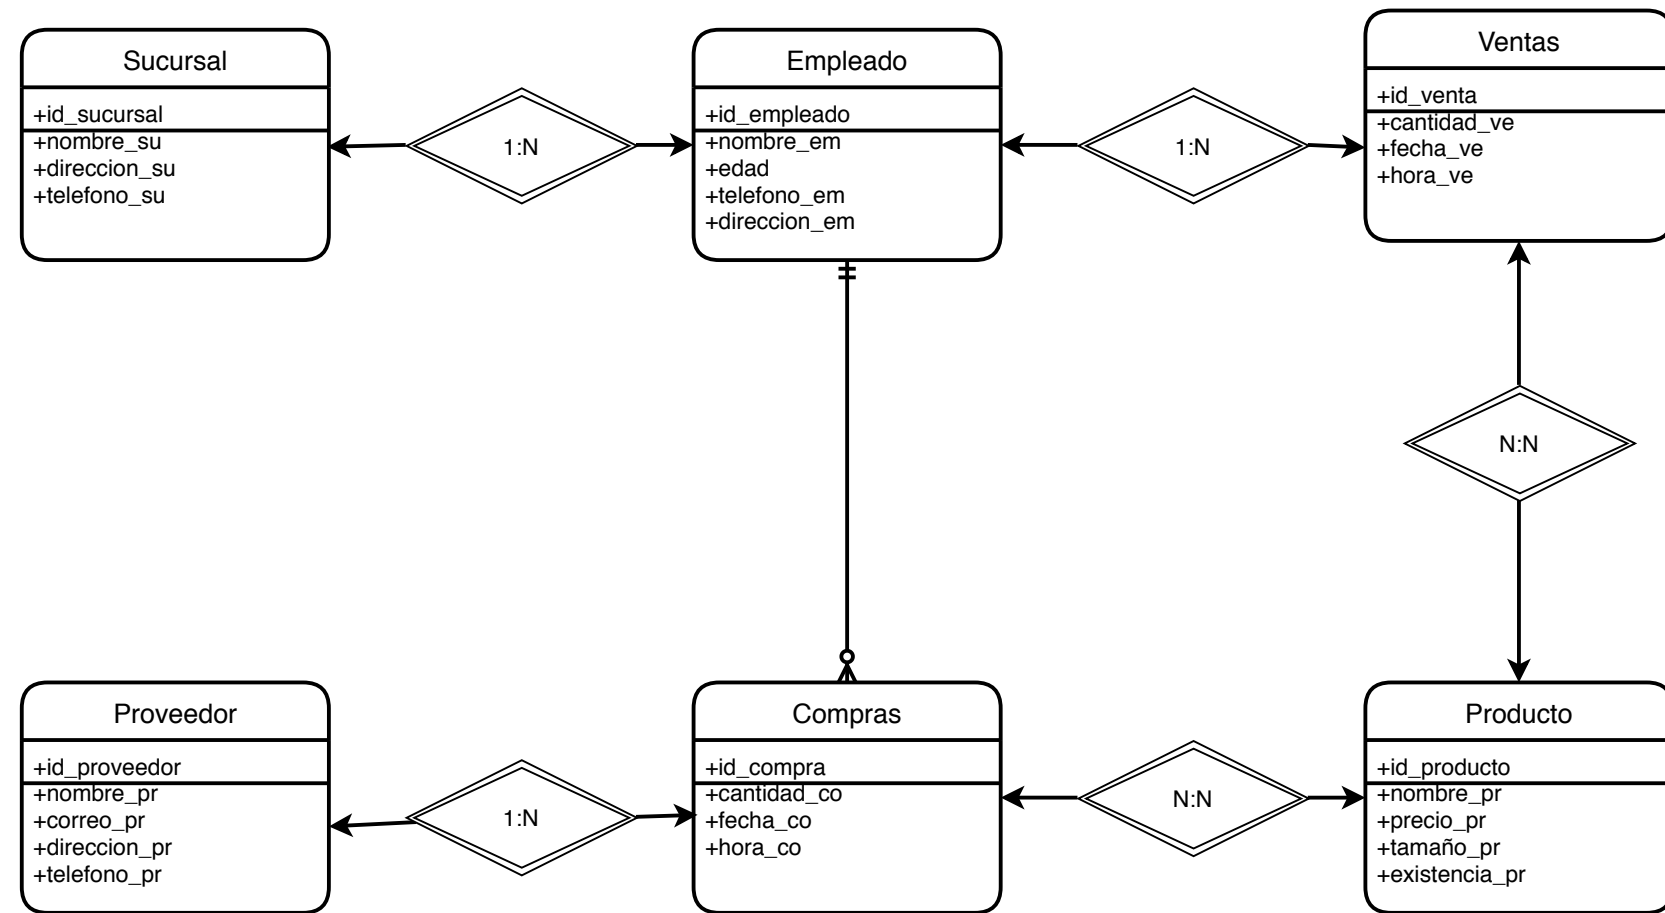 Sucursal
+id_sucursal
+nombre_su
+direccion_su
+telefono_su
1:N
Empleado
+id_empleado
+nombre_em
+edad
+telefono_em
+direccion_em
1:N
Ventas
+id_venta
+cantidad_ve
+fecha_ve
+hora_ve
N:N
Proveedor
+id_proveedor
+nombre_pr
+correo_pr
+direccion_pr
+telefono_pr
1:N
Compras
+id_compra
+cantidad_co
+fecha_co
+hora_co
N:N
Producto
+id_producto
+nombre_pr
+precio_pr
+tamaño_pr
+existencia_pr